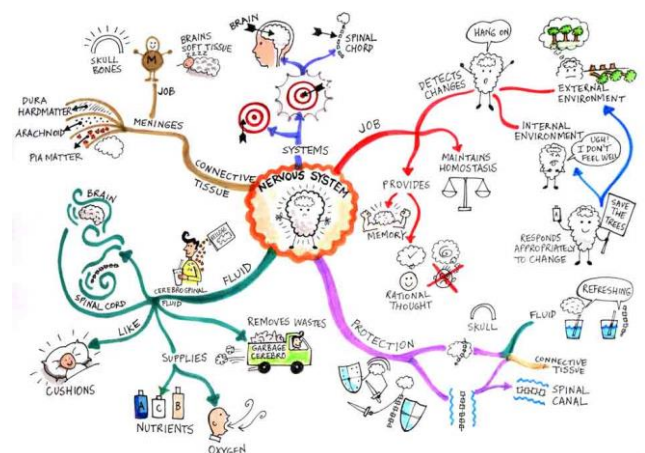 NERVOUS SYSTEM
SYSTEMS
BRAIN
SPINAL
CHORD
JOB
DETECTS
CHANGES
HANG ON
EXTERNAL
ENVIRONMENT
INTERNAL
ENVIRONMENT
UGH!
I DON'T
FEEL WELL
SAVE
THE
TREES
RESPONDS
APPROPRIATELY
TO CHANGE
MAINTAINS
HOMOSTASIS
PROVIDES
MEMORY
RATIONAL
THOUGHT
PROTECTION
SKULL
FLUID
REFRESHING
CONNECTIVE
TISSUE
SPINAL
CANAL
FLUID
CEREBROSPINAL
FLUID
BRAIN
SPINAL CORD
LIKE
CUSHIONS
SUPPLIES
A
C
B
NUTRIENTS
OXYGEN
REMOVES WASTES
GARBAGE
CEREBRO
CONNECTIVE
TISSUE
MENINGES
JOB
M
SKULL
BONES
BRAINS
SOFT TISSUE
ZZZZ
DURA
HARDMATTER
ARACHNOID
PIA MATTER